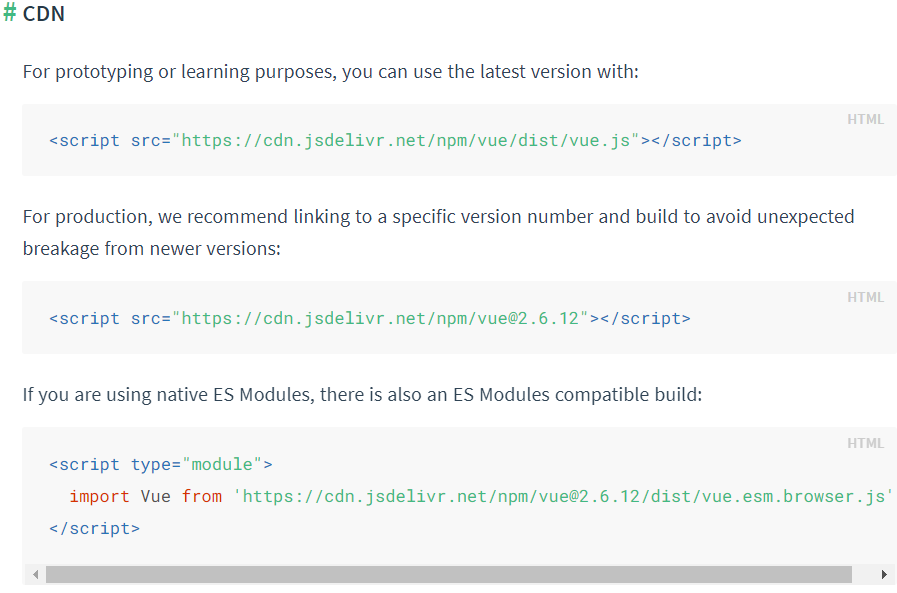 # CDN
For prototyping or learning purposes, you can use the latest version with:
HTML
<script src="https://cdn.jsdelivr.net/npm/vue/dist/vue.js"></script>
For production, we recommend linking to a specific version number and build to avoid unexpected
breakage from newer versions:
HTML
<script src="https://cdn.jsdelivr.net/npm/vue@2.6.12"></script>
If you are using native ES Modules, there is also an ES Modules compatible build:
HTML
<script type="module">
  import Vue from 'https://cdn.jsdelivr.net/npm/vue@2.6.12/dist/vue.esm.browser.js'
</script>